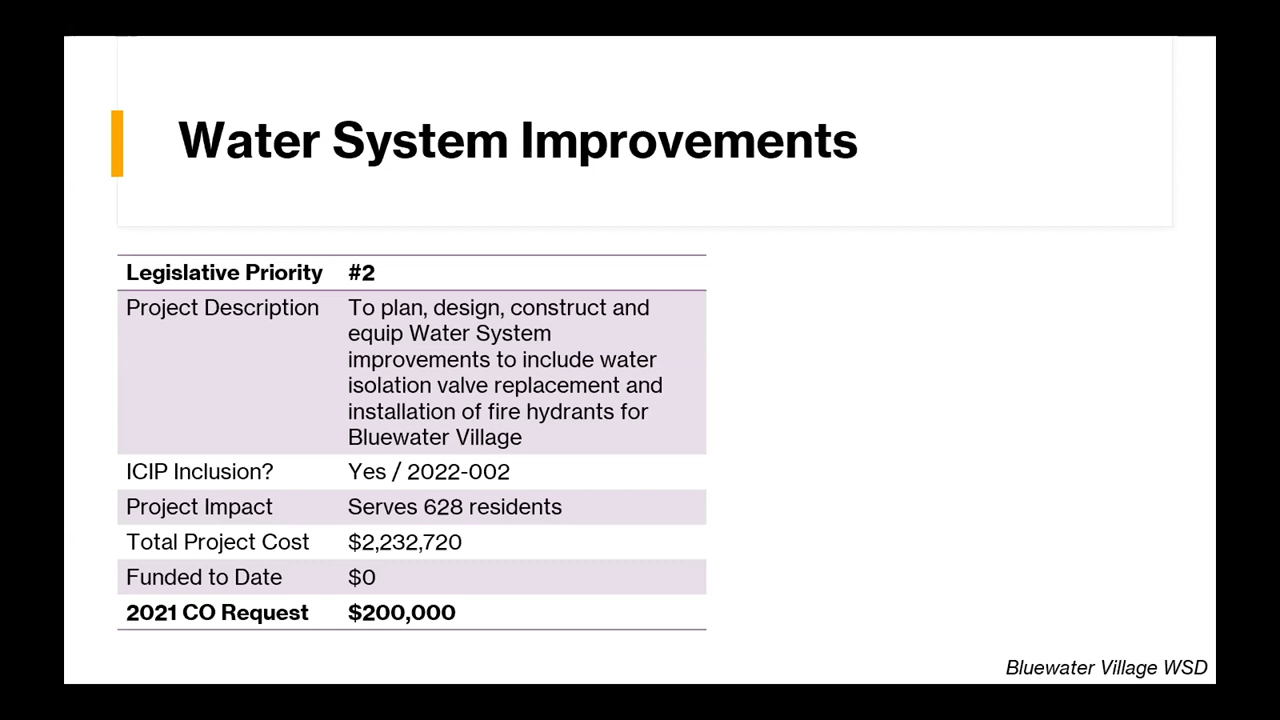 Water System Improvements
Legislative Priority #2
Project Description To plan, design, construct and
equip Water System
improvements to include water
isolation valve replacement and
installation of fire hydrants for
Bluewater Village
ICIP Inclusion? Yes / 2022-002
Project Impact Serves 628 residents
Total Project Cost $2,232,720
Funded to Date $0
2021 CO Request $200,000
Bluewater Village WSD